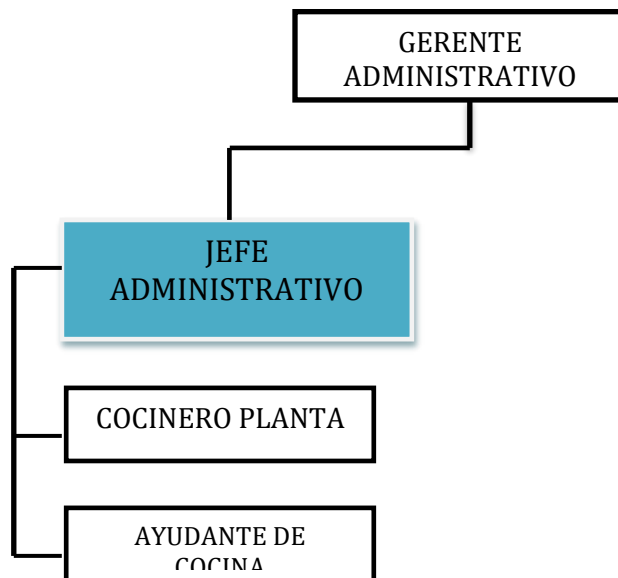 GERENTE
ADMINISTRATIVO
JEFE
ADMINISTRATIVO
COCINERO PLANTA
AYUDANTE DE
COCINA